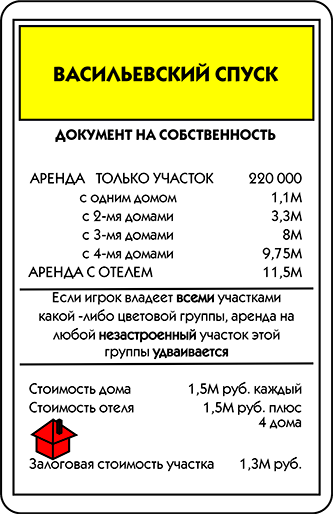 ВАСИЛЬЕВСКИЙ СПУСК
ДОКУМЕНТ НА СОБСТВЕННОСТЬ
АРЕНДА ТОЛЬКО УЧАСТОК 220 000
с одним домом 1,1М
с 2-мя домами 3,3М
с 3-мя домами 8М
с 4-мя домами 9,75М
АРЕНДА С ОТЕЛЕМ 11,5М
Если игрок владеет всеми участками
какой -либо цветовой группы, аренда на
любой незастроенный участок этой
группы удваивается
Стоимость дома 1,5М руб. каждый
Стоимость отеля 1,5М руб. плюс
4 дома
Залоговая стоимость участка 1,3М руб.